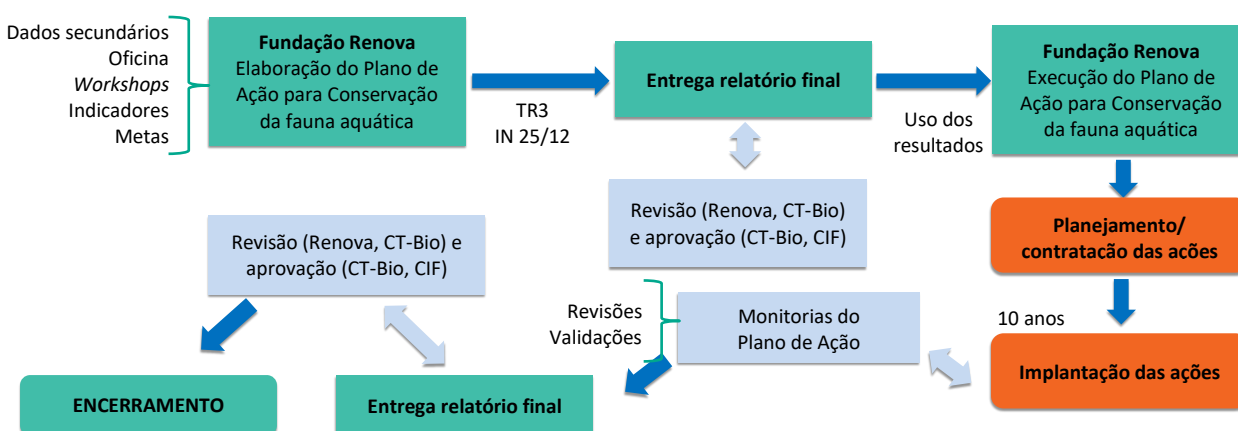 Dados secundários
Oficina
Workshops
Indicadores
Metas
Fundação Renova
Elaboração do Plano de
Ação para Conservação
da fauna aquática
TR3
IN 25/12
Entrega relatório final
Uso dos
resultados
Fundação Renova
Execução do Plano de
Ação para Conservação
da fauna aquática
Revisão (Renova, CT-Bio)
e aprovação (CT-Bio, CIF)
Planejamento/
contratação das ações
10 anos
Implantação das ações
Monitorias do
Plano de Ação
Revisões
Validações
Entrega relatório final
Revisão (Renova, CT-Bio) e
aprovação (CT-Bio, CIF)
ENCERRAMENTO